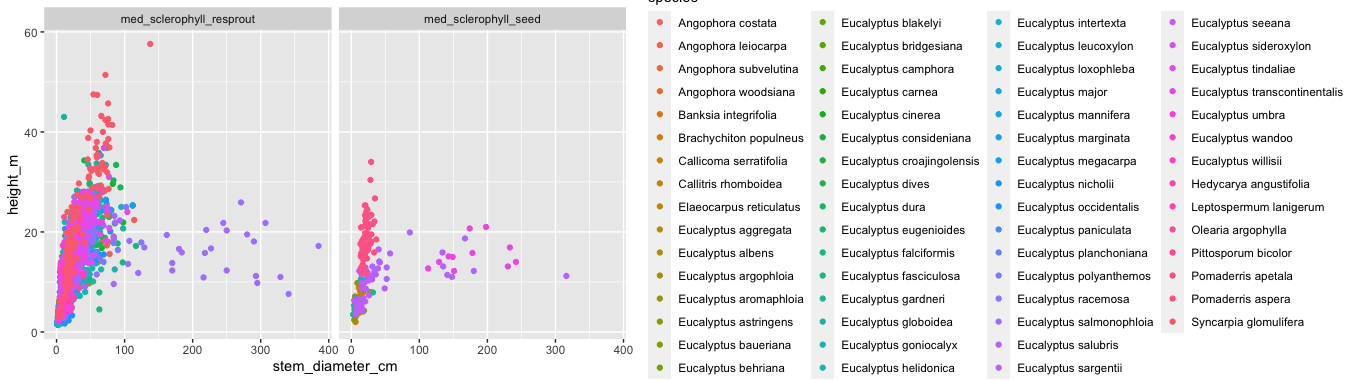 species
med_sclerophyll_resprout
med_sclerophyll_seed
60
40
20
0
height_m
0
100
200
300
400
0
100
200
300
400
stem_diameter_cm
Angophora costata
Angophora leiocarpa
Angophora subvelutina
Angophora woodsiana
Banksia integrifolia
Brachychiton populneus
Callicoma serratifolia
Callitris rhomboidea
Elaeocarpus reticulatus
Eucalyptus aggregata
Eucalyptus albens
Eucalyptus argophloia
Eucalyptus aromaphloia
Eucalyptus astringens
Eucalyptus baueriana
Eucalyptus behriana
Eucalyptus blakelyi
Eucalyptus bridgesiana
Eucalyptus camphora
Eucalyptus carnea
Eucalyptus cinerea
Eucalyptus consideniana
Eucalyptus croajingolensis
Eucalyptus dives
Eucalyptus dura
Eucalyptus eugenioides
Eucalyptus falciformis
Eucalyptus fasciculosa
Eucalyptus gardneri
Eucalyptus globoidea
Eucalyptus goniocalyx
Eucalyptus helidonica
Eucalyptus intertexta
Eucalyptus leucoxylon
Eucalyptus loxophleba
Eucalyptus major
Eucalyptus mannifera
Eucalyptus marginata
Eucalyptus megacarpa
Eucalyptus nicholii
Eucalyptus occidentalis
Eucalyptus paniculata
Eucalyptus planchoniana
Eucalyptus polyanthemos
Eucalyptus racemosa
Eucalyptus salmonophloia
Eucalyptus salubris
Eucalyptus sargentii
Eucalyptus seeana
Eucalyptus sideroxylon
Eucalyptus tindaliae
Eucalyptus transcontinentalis
Eucalyptus umbra
Eucalyptus wandoo
Eucalyptus willisii
Hedycarya angustifolia
Leptospermum lanigerum
Olearia argophylla
Pittosporum bicolor
Pomaderris apetala
Pomaderris aspera
Syncarpia glomulifera